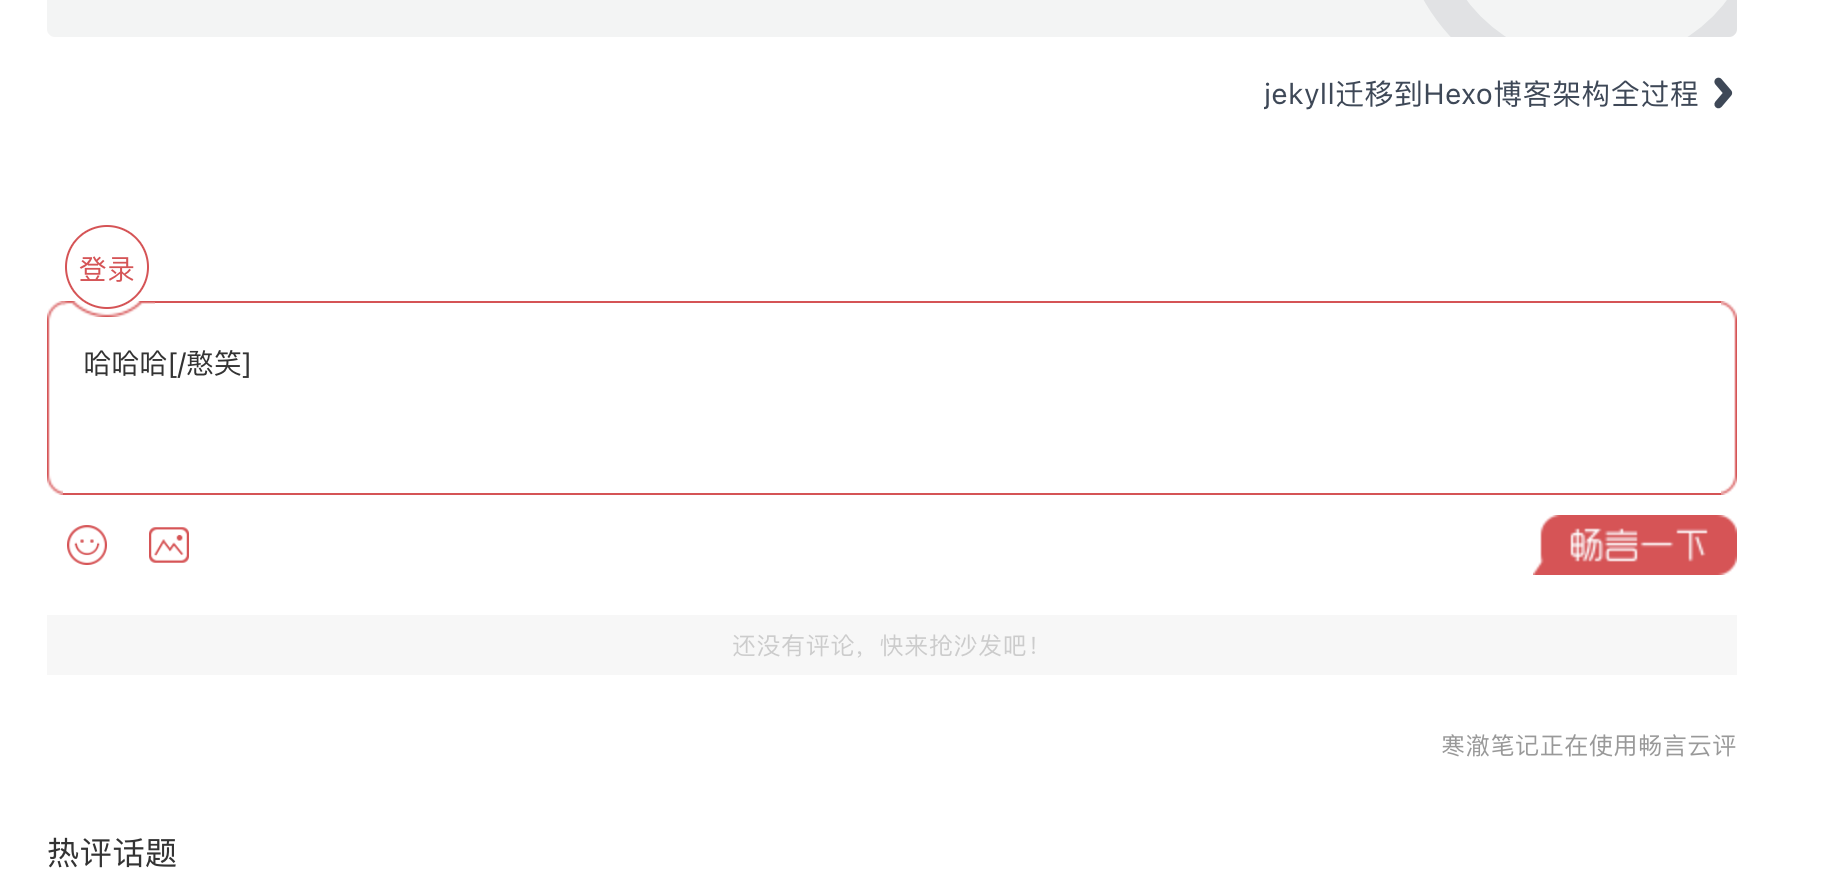 jekyll迁移到Hexo博客架构全过程
登录
哈哈哈[/憨笑]
畅言一下
还没有评论，快来抢沙发吧！
寒澈笔记正在使用畅言云评
热评话题